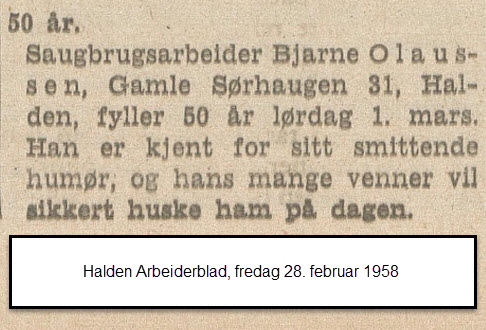 50 år.
Saugbrugsarbeider Bjarne Olaus-
sen, Gamle Sørhaugen 31, Hal-
den, fyller 50 år lørdag 1. mars.
Han er kjent for sitt smittende
humør, og hans mange venner vil
sikkert huske ham på dagen.
Halden Arbeiderblad, fredag 28. februar 1958